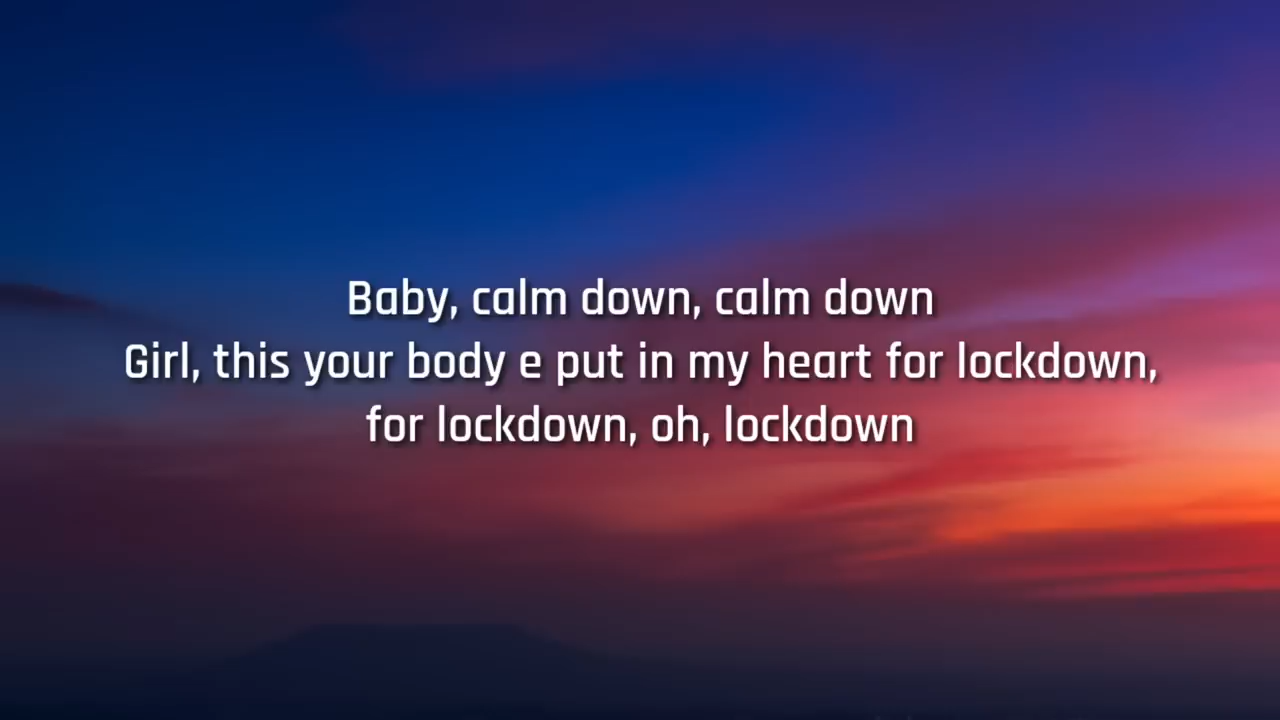 Baby, calm down, calm down
Girl, this your body e put in my heart for lockdown,
for lockdown, oh, lockdown